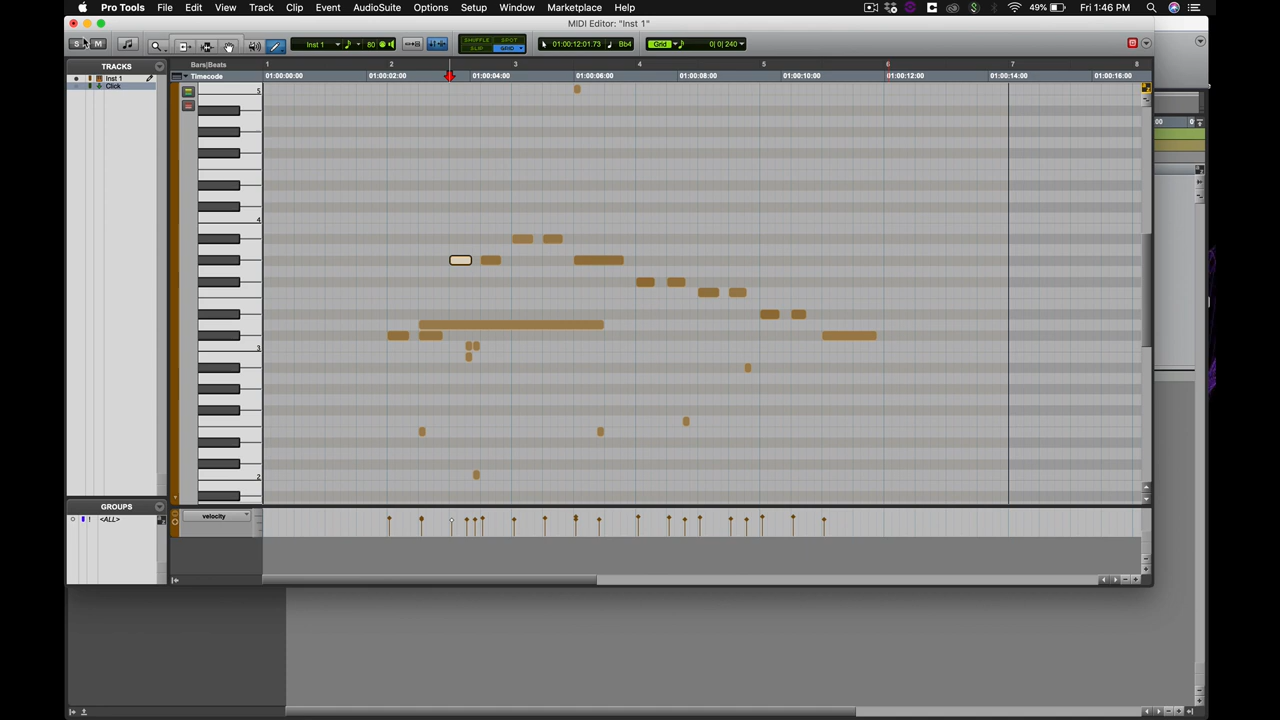 Pro Tools File Edit View Track Clip Event AudioSuite Options Setup Window Marketplace Help 49% Fri 1:46 PM
MIDI Editor: "Inst 1"
S M Inst 1 80 SHUFFLE SPOT SLIP GRID 01:00:12:01.73 Bb4 Grid 0| 0| 240
TRACKS
Inst 1
Click
Bars|Beats 1 2 3 4 5 6 7 8
Timecode 01:00:00:00 01:00:02:00 01:00:04:00 01:00:06:00 01:00:08:00 01:00:10:00 01:00:12:00 01:00:14:00 01:00:16:00
5
4
3
2
GROUPS
! <ALL>
velocity